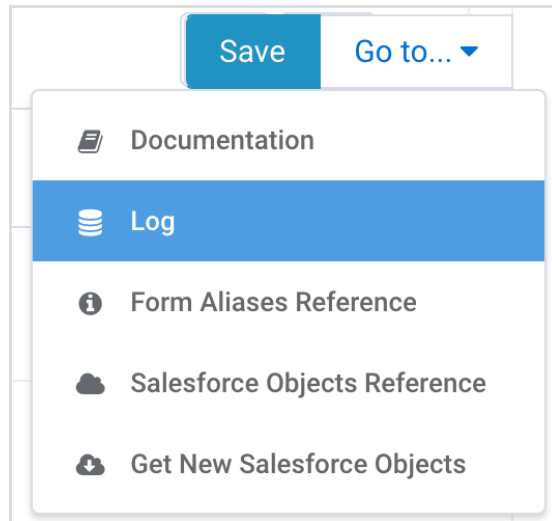 Save Go to...
Documentation
Log
Form Aliases Reference
Salesforce Objects Reference
Get New Salesforce Objects